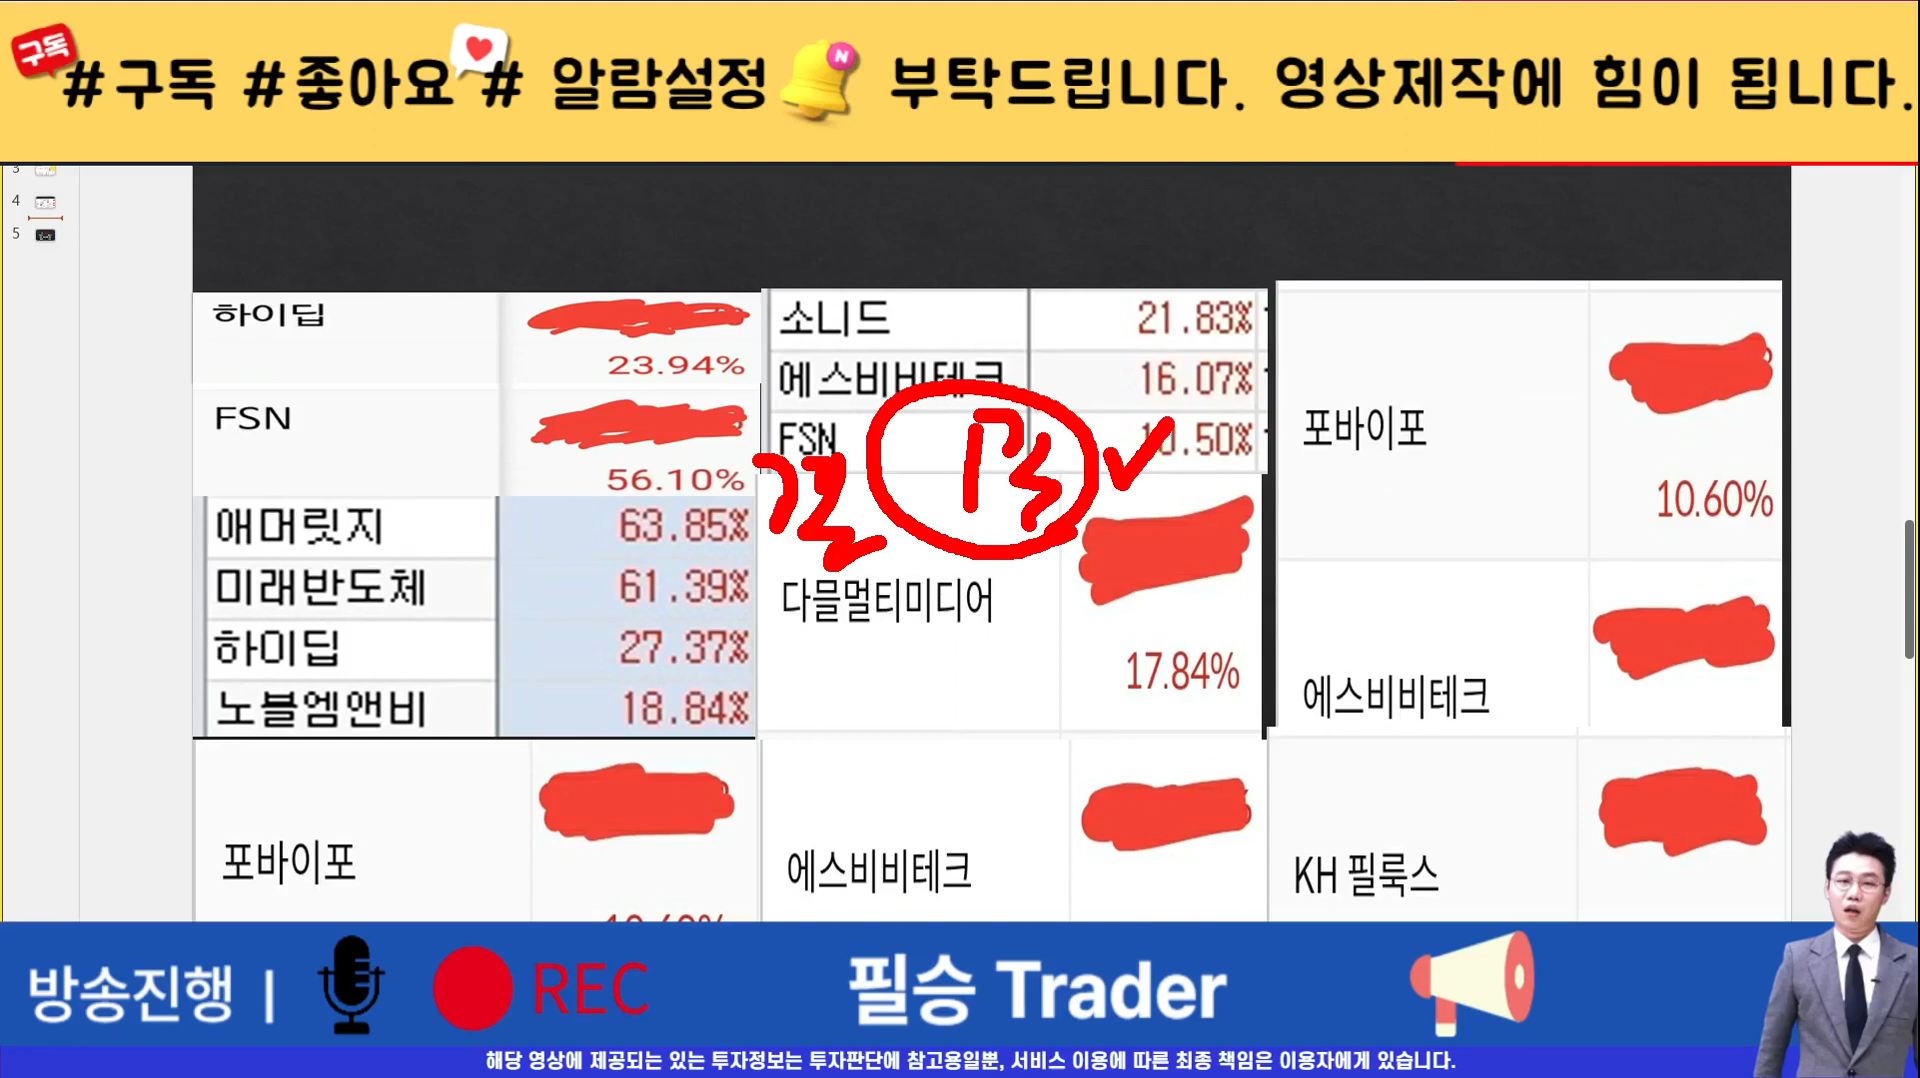 구독
#구독 #좋아요 # 알람설정 N 부탁드립니다. 영상제작에 힘이 됩니다.
3
4
5
하이딥
23.94%
FSN
56.10%
애머릿지 63.85%
미래반도체 61.39%
하이딥 27.37%
노블엠앤비 18.84%
소니드 21.83%
에스비비테크 16.07%
FSN
다믈멀티미디어
17.84%
포바이포
10.60%
에스비비테크
포바이포
에스비비테크
KH 필룩스
방송진행 | REC 필승 Trader
해당 영상에 제공되는 있는 투자정보는 투자판단에 참고용일뿐, 서비스 이용에 따른 최종 책임은 이용자에게 있습니다.